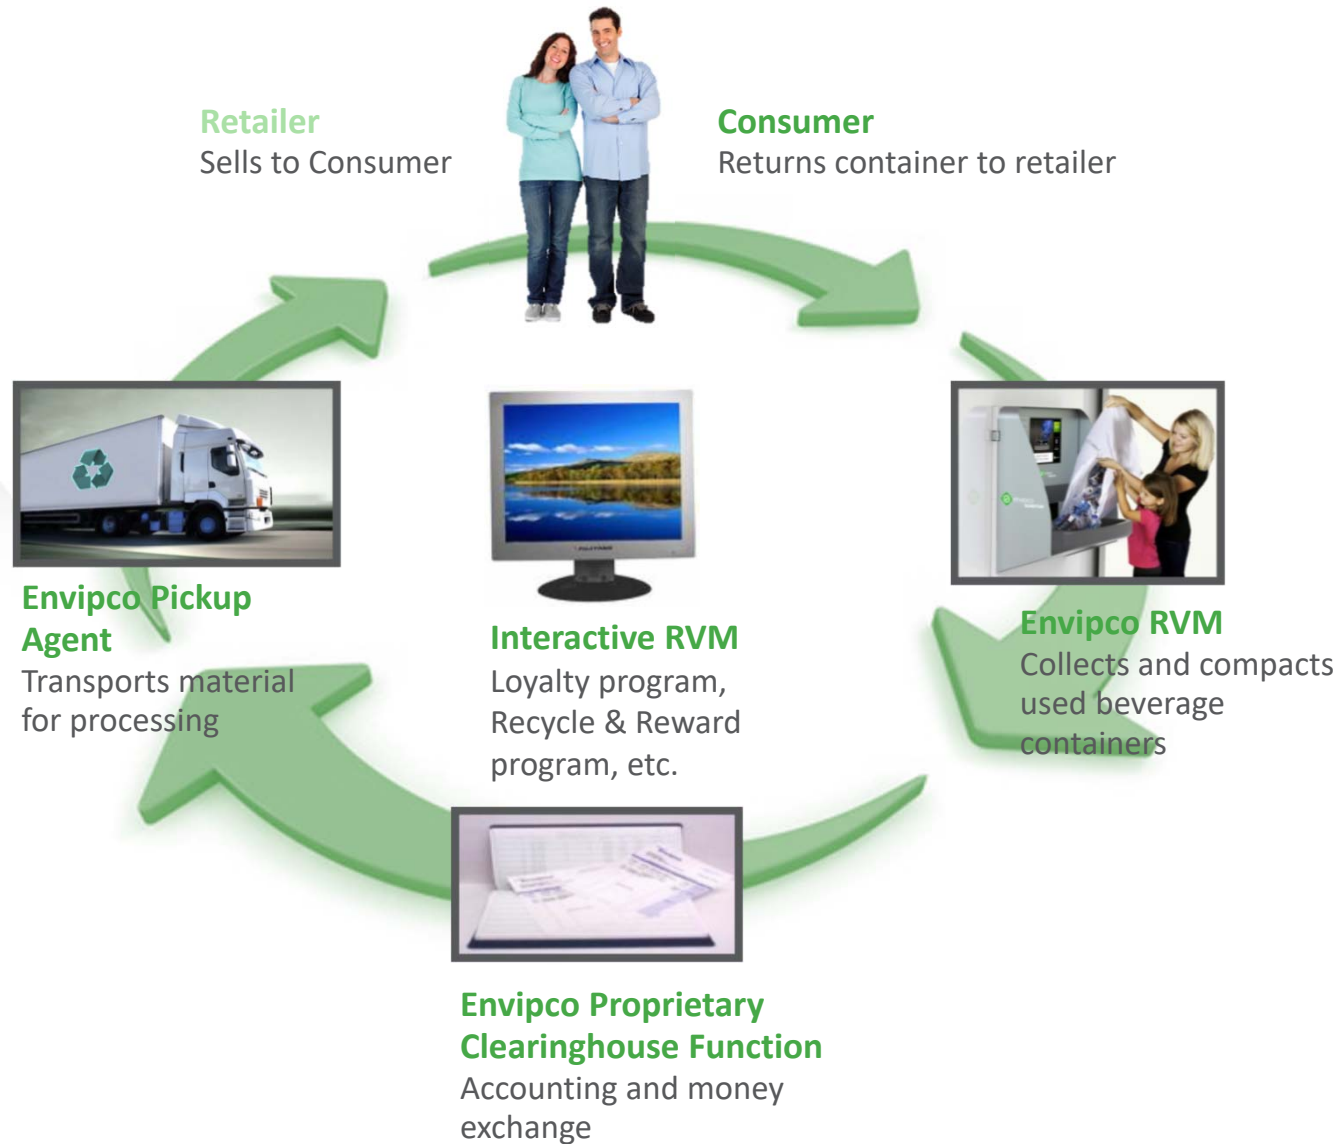 Retailer
Sells to Consumer
Consumer
Returns container to retailer
Envipco Pickup
Agent
Transports material
for processing
Interactive RVM
Loyalty program,
Recycle & Reward
program, etc.
Envipco RVM
Collects and compacts
used beverage
containers
Envipco Proprietary
Clearinghouse Function
Accounting and money
exchange